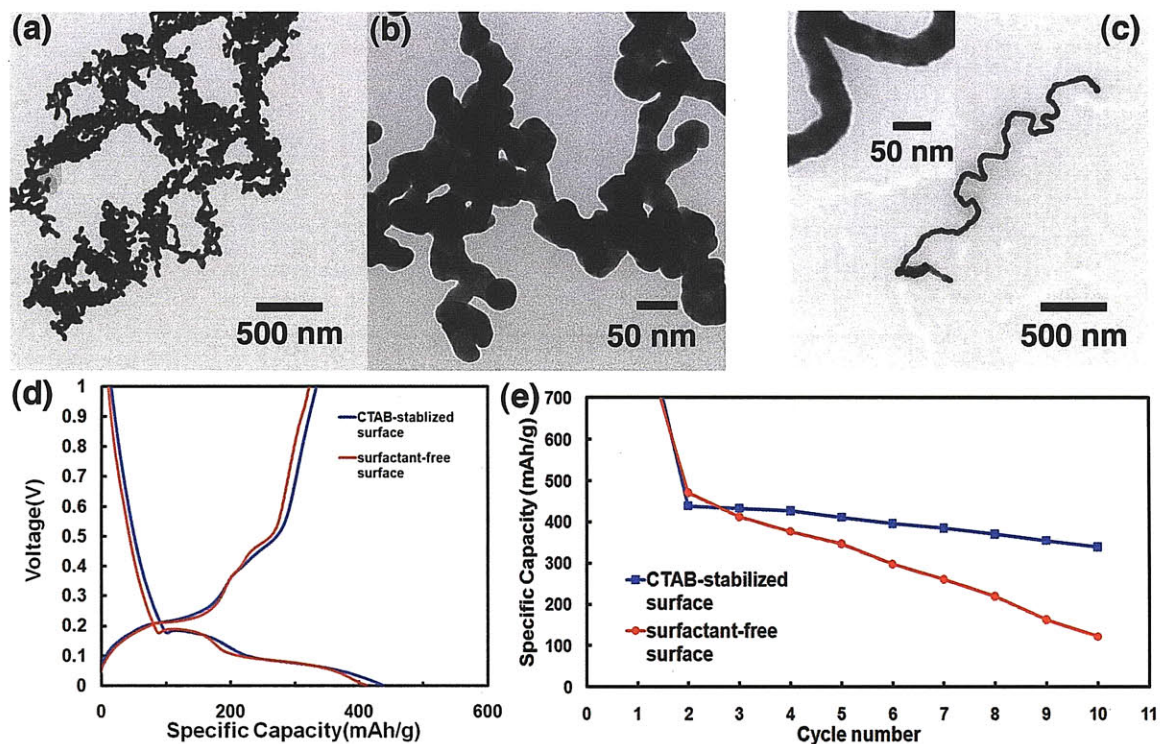 (a)
500 nm
(b)
50 nm
(c)
50 nm
500 nm
(d)
1
0.9
0.8
0.7
0.6
0.5
0.4
0.3
0.2
0.1
0
Voltage(V)
CTAB-stablized
surface
surfactant-free
surface
0
200
400
600
Specific Capacity(mAh/g)
(e)
700
600
500
400
300
200
100
0
Specific Capacity (mAh/g)
CTAB-stabilized
surface
surfactant-free
surface
0
1
2
3
4
5
6
7
8
9
10
11
Cycle number